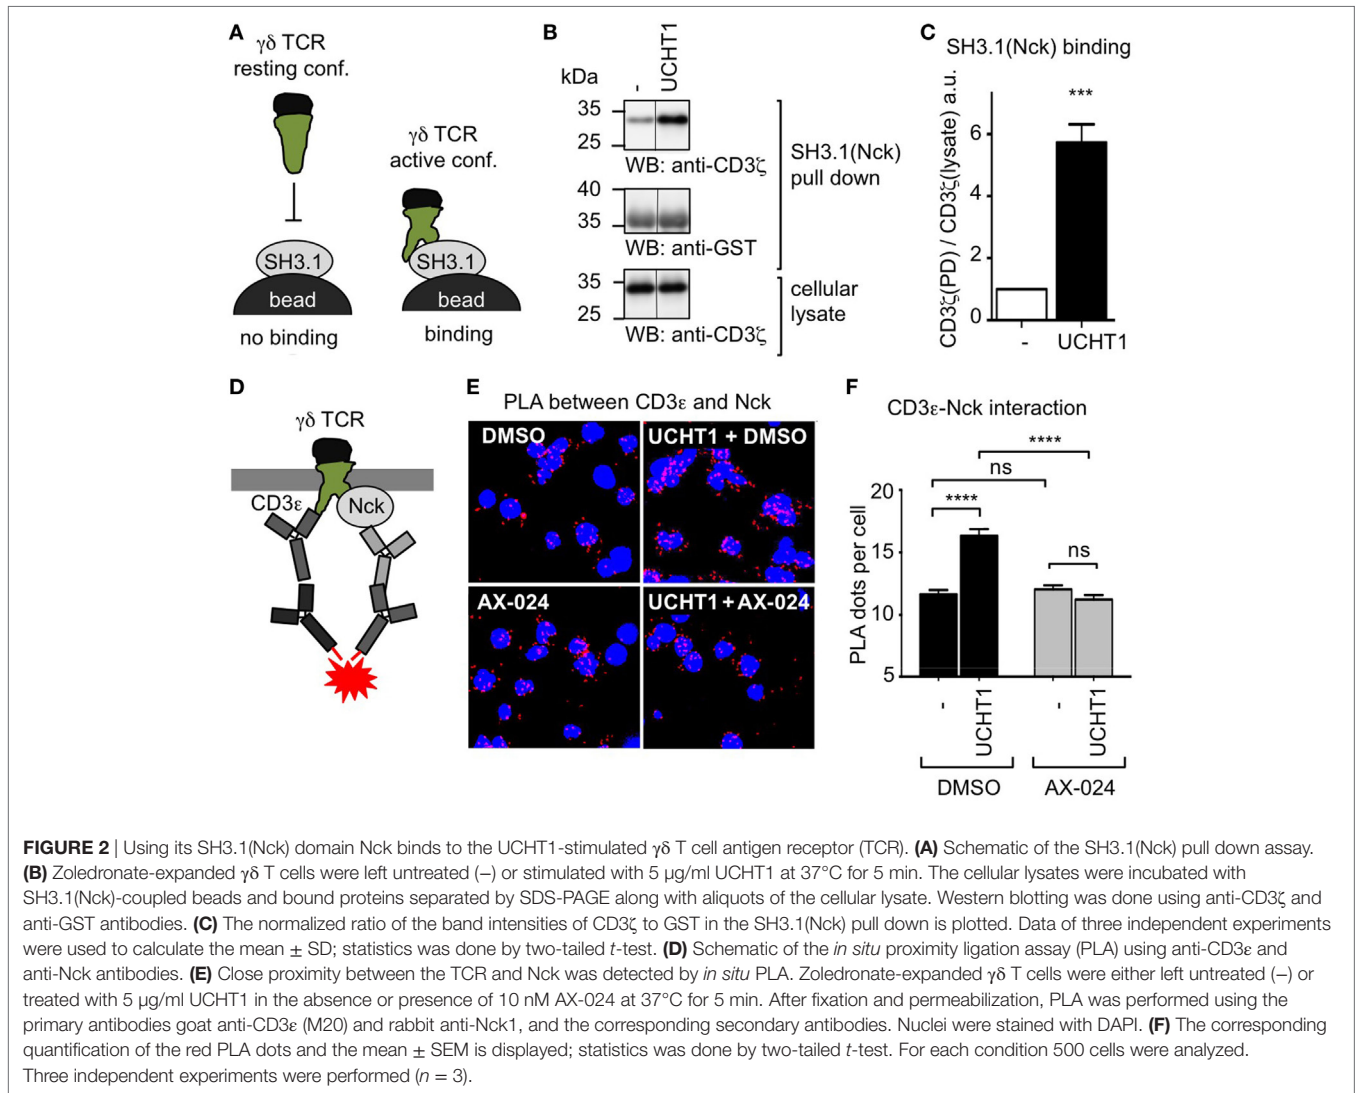 A
γδ TCR
resting conf.
γδ TCR
active conf.
SH3.1
bead
no binding
SH3.1
bead
binding
B
kDa
-
UCHT1
35
25
WB: anti-CD3ζ
40
35
WB: anti-GST
SH3.1(Nck)
pull down
35
25
WB: anti-CD3ζ
cellular
lysate
C
SH3.1(Nck) binding
CD3ζ(PD) / CD3ζ(lysate) a.u.
6
4
2
0
***
-
UCHT1
D
γδ TCR
CD3ε
Nck
E
PLA between CD3ε and Nck
DMSO
UCHT1 + DMSO
AX-024
UCHT1 + AX-024
F
CD3ε-Nck interaction
****
ns
****
ns
PLA dots per cell
20
15
10
5
-
UCHT1
-
UCHT1
DMSO
AX-024
FIGURE 2 | Using its SH3.1(Nck) domain Nck binds to the UCHT1-stimulated γδ T cell antigen receptor (TCR). (A) Schematic of the SH3.1(Nck) pull down assay.
(B) Zoledronate-expanded γδ T cells were left untreated (−) or stimulated with 5 µg/ml UCHT1 at 37°C for 5 min. The cellular lysates were incubated with
SH3.1(Nck)-coupled beads and bound proteins separated by SDS-PAGE along with aliquots of the cellular lysate. Western blotting was done using anti-CD3ζ and
anti-GST antibodies. (C) The normalized ratio of the band intensities of CD3ζ to GST in the SH3.1(Nck) pull down is plotted. Data of three independent experiments
were used to calculate the mean ± SD; statistics was done by two-tailed t-test. (D) Schematic of the in situ proximity ligation assay (PLA) using anti-CD3ε and
anti-Nck antibodies. (E) Close proximity between the TCR and Nck was detected by in situ PLA. Zoledronate-expanded γδ T cells were either left untreated (−) or
treated with 5 µg/ml UCHT1 in the absence or presence of 10 nM AX-024 at 37°C for 5 min. After fixation and permeabilization, PLA was performed using the
primary antibodies goat anti-CD3ε (M20) and rabbit anti-Nck1, and the corresponding secondary antibodies. Nuclei were stained with DAPI. (F) The corresponding
quantification of the red PLA dots and the mean ± SEM is displayed; statistics was done by two-tailed t-test. For each condition 500 cells were analyzed.
Three independent experiments were performed (n = 3).